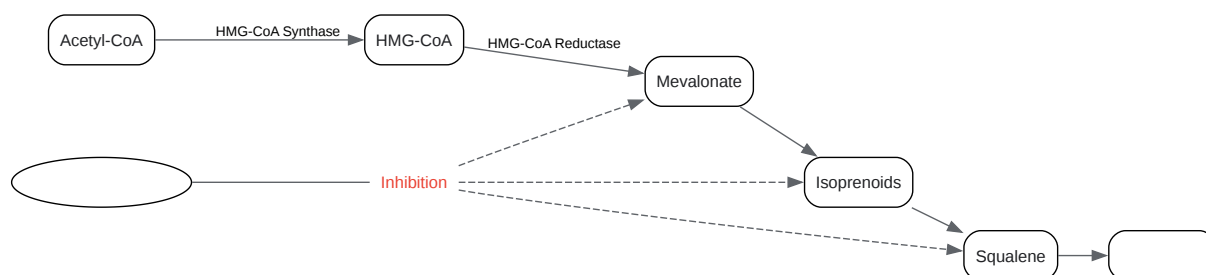 Acetyl-CoA
HMG-CoA Synthase
HMG-CoA
HMG-CoA Reductase
Mevalonate
Inhibition
Isoprenoids
Squalene